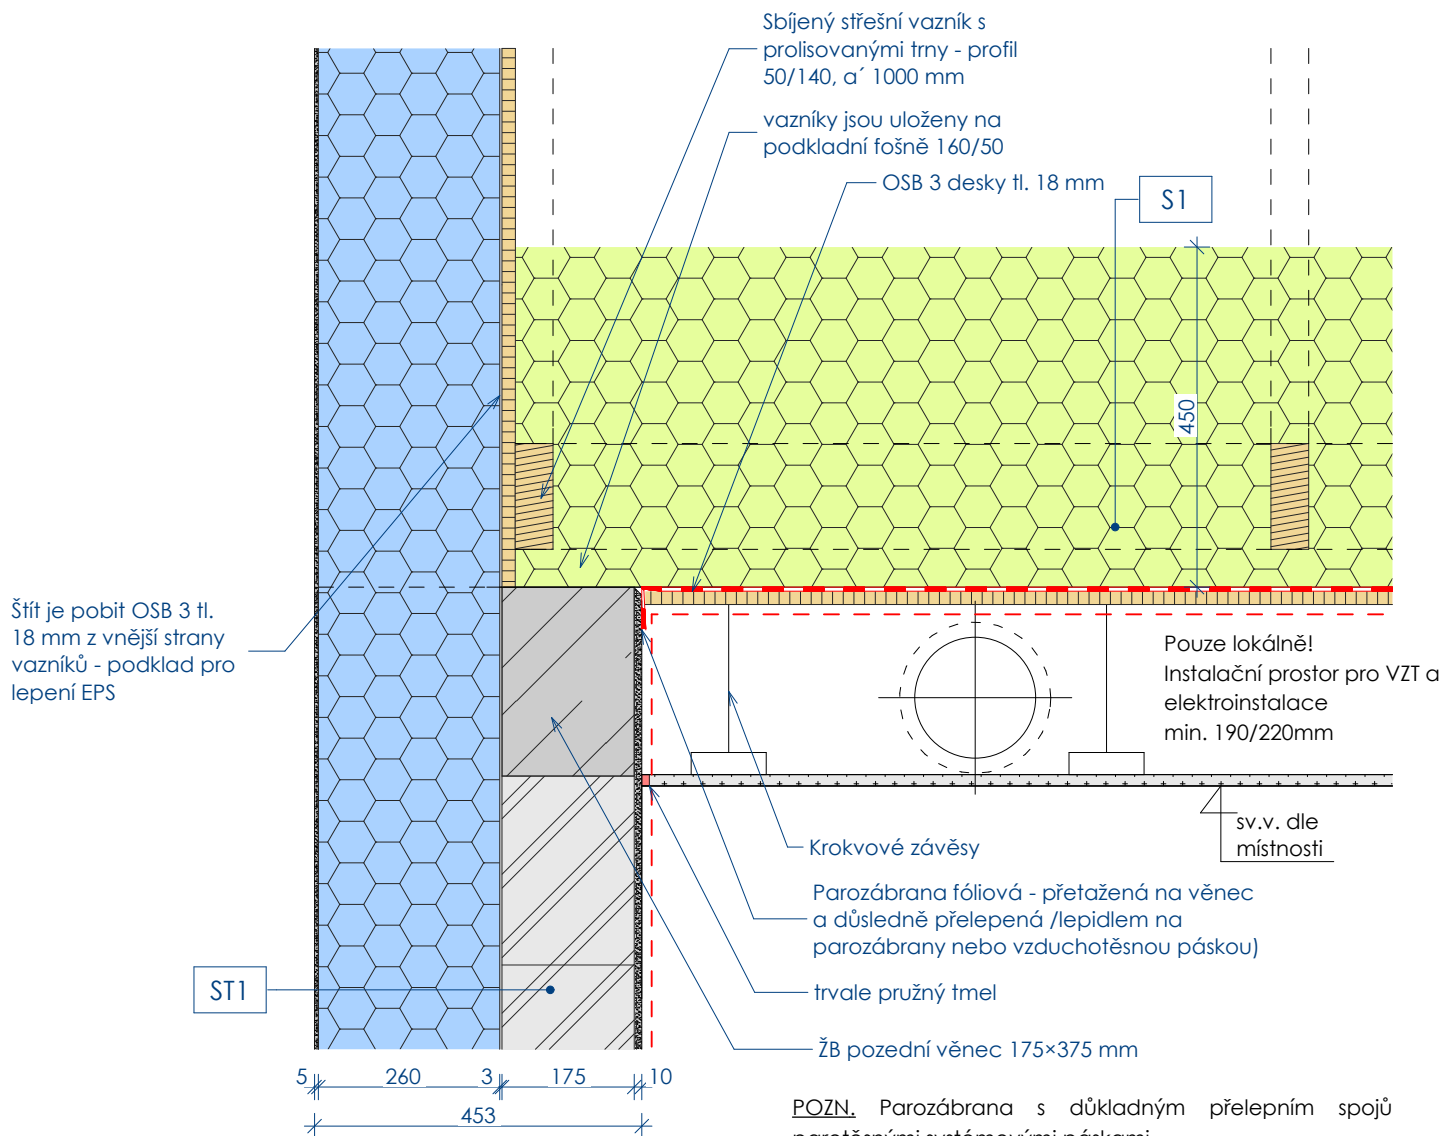 Sbíjený střešní vazník s
prolisovanými trny - profil
50/140, a´ 1000 mm
vazníky jsou uloženy na
podkladní fošně 160/50
OSB 3 desky tl. 18 mm
S1
450
Štít je pobit OSB 3 tl.
18 mm z vnější strany
vazníků - podklad pro
lepení EPS
Pouze lokálně!
Instalační prostor pro VZT a
elektroinstalace
min. 190/220mm
sv.v. dle
místnosti
Krokvové závěsy
Parozábrana fóliová - přetažená na věnec
a důsledně přelepená /lepidlem na
parozábrany nebo vzduchotěsnou páskou)
ST1
trvale pružný tmel
ŽB pozední věnec 175×375 mm
5 260 3 175 10
453
POZN. Parozábrana s důkladným přelepním spojů
parotěsnými systémovými páskami